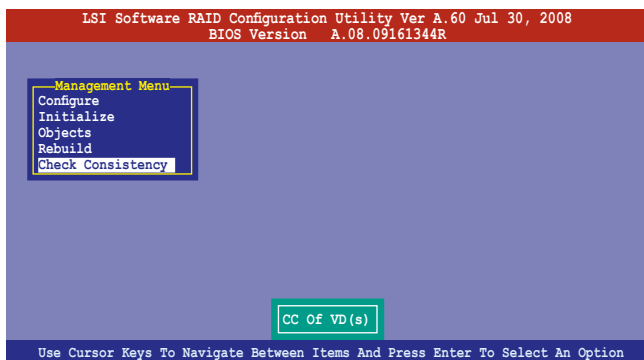 LSI Software RAID Configuration Utility Ver A.60 Jul 30, 2008
BIOS Version A.08.09161344R
Management Menu
Configure
Initialize
Objects
Rebuild
Check Consistency
CC Of VD(s)
Use Cursor Keys To Navigate Between Items And Press Enter To Select An Option